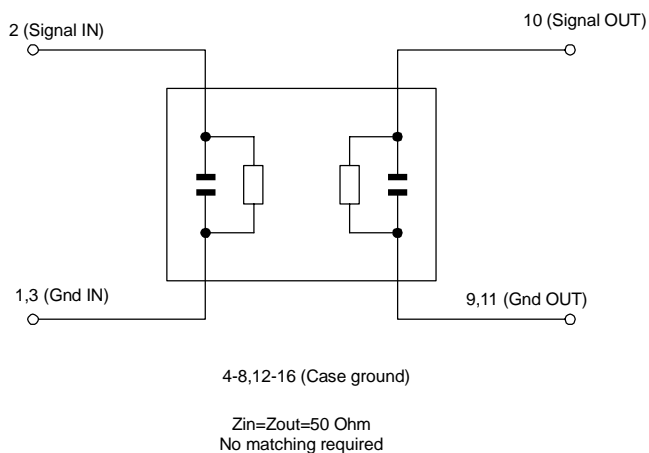 2 (Signal IN)
10 (Signal OUT)
1,3 (Gnd IN)
9,11 (Gnd OUT)
4-8,12-16 (Case ground)
Zin=Zout=50 Ohm
No matching required